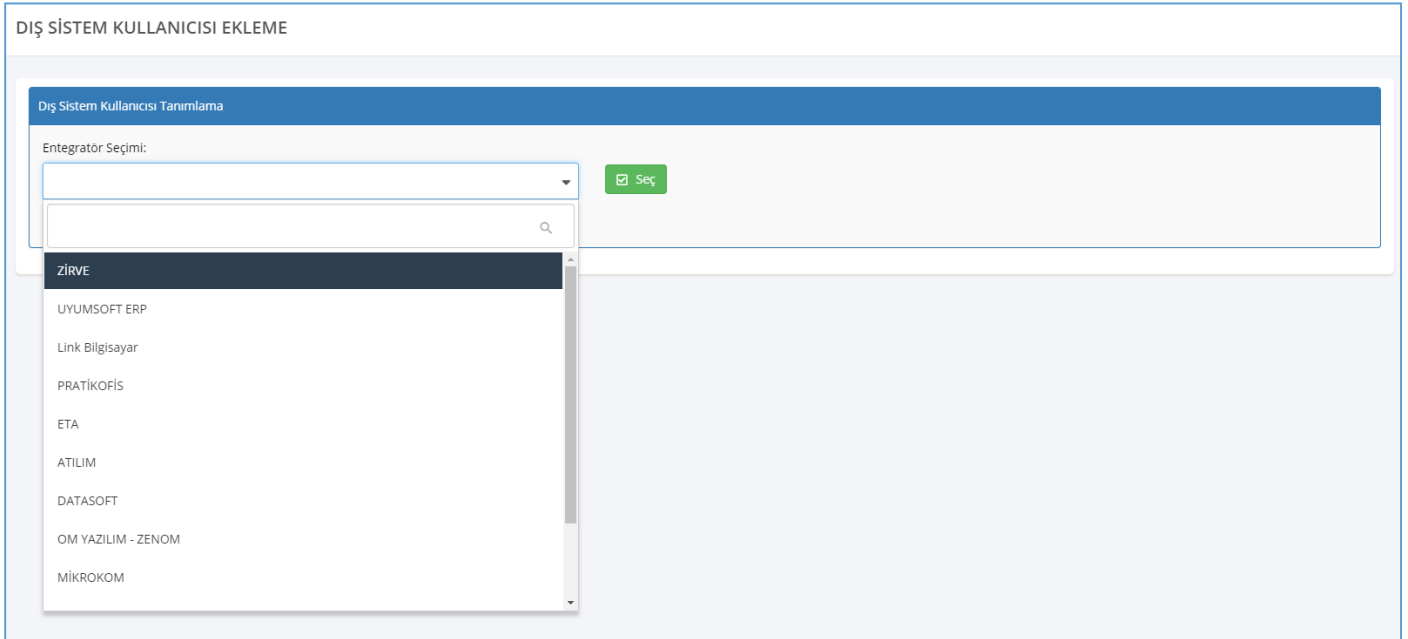 DIŞ SİSTEM KULLANICISI EKLEME
Dış Sistem Kullanıcısı Tanımlama
Entegratör Seçimi:
Seç
ZİRVE
UYUMSOFT ERP
Link Bilgisayar
PRATİKOFİS
ETA
ATILIM
DATASOFT
OM YAZILIM - ZENOM
MİKROKOM